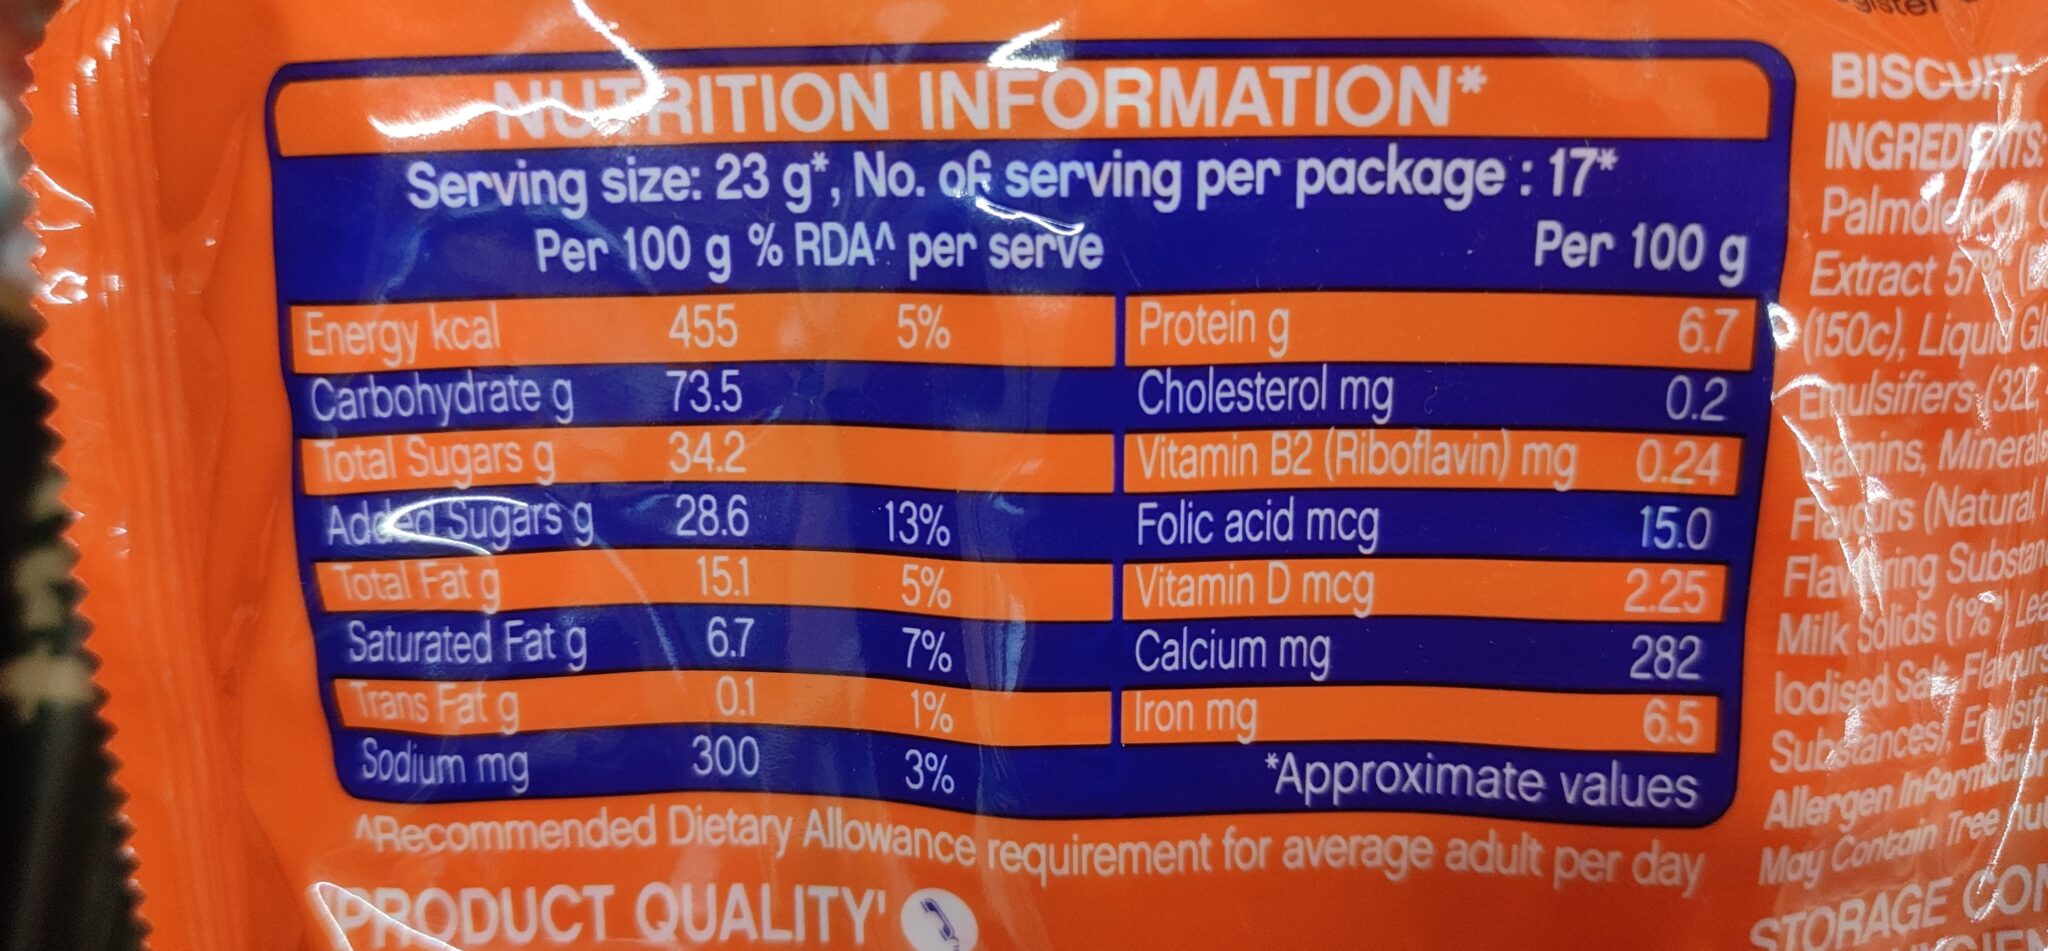 NUTRITION INFORMATION*
Serving size: 23 g*, No. of serving per package : 17*
Per 100 g % RDA^ per serve
Per 100 g
Energy kcal 455 5%
Carbohydrate g 73.5
Total Sugars g 34.2
Added Sugars g 28.6 13%
Total Fat g 15.1 5%
Saturated Fat g 6.7 7%
Trans Fat g 0.1 1%
Sodium mg 300 3%
Protein g 6.7
Cholesterol mg 0.2
Vitamin B2 (Riboflavin) mg 0.24
Folic acid mcg 15.0
Vitamin D mcg 2.25
Calcium mg 282
Iron mg 6.5
*Approximate values
^Recommended Dietary Allowance requirement for average adult per day
PRODUCT QUALITY'
BISCUIT
INGREDIENTS:
Extract 57%
(150c), Liquid
Emulsifiers (322,
Vitamins, Minerals
Flavours (Natural,
Flavouring
Milk Solids (1%*)
Iodised Salt, Flavours
Substances),
Allergen Information
May Contain Tree
STORAGE